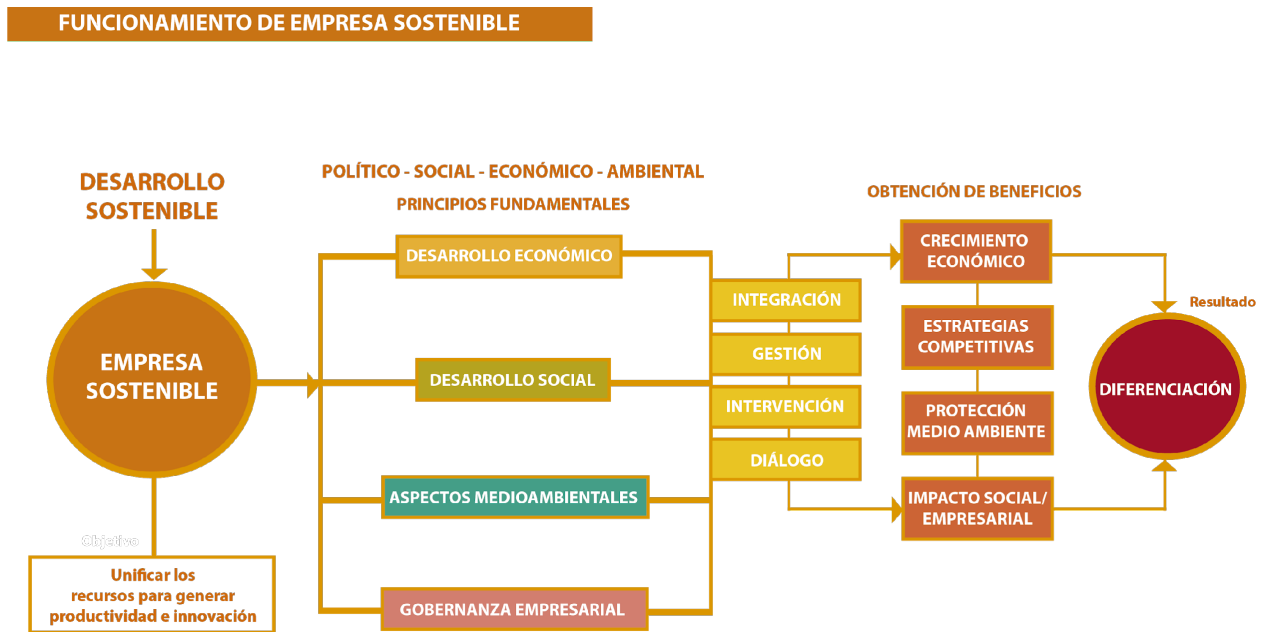 FUNCIONAMIENTO DE EMPRESA SOSTENIBLE
DESARROLLO
SOSTENIBLE
EMPRESA
SOSTENIBLE
Objetivo
Unificar los
recursos para generar
productividad e innovación
POLÍTICO - SOCIAL - ECONÓMICO - AMBIENTAL
PRINCIPIOS FUNDAMENTALES
DESARROLLO ECONÓMICO
DESARROLLO SOCIAL
ASPECTOS MEDIOAMBIENTALES
GOBERNANZA EMPRESARIAL
INTEGRACIÓN
GESTIÓN
INTERVENCIÓN
DIÁLOGO
OBTENCIÓN DE BENEFICIOS
CRECIMIENTO
ECONÓMICO
ESTRATEGIAS
COMPETITIVAS
PROTECCIÓN
MEDIO AMBIENTE
IMPACTO SOCIAL/
EMPRESARIAL
Resultado
DIFERENCIACIÓN